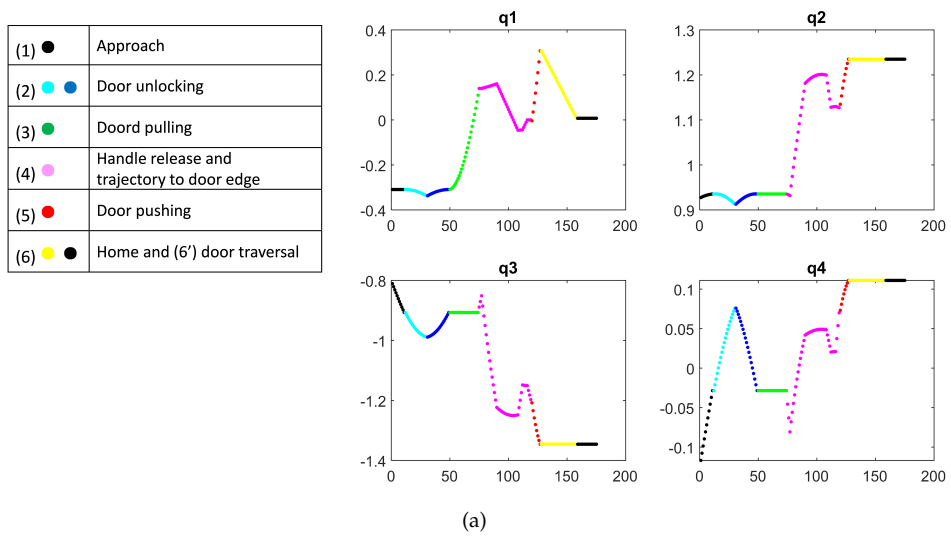 (1) Approach
(2) Door unlocking
(3) Doord pulling
(4) Handle release and
trajectory to door edge
(5) Door pushing
(6) Home and (6') door traversal
q1
0.4
0.2
0
-0.2
-0.4
0 50 100 150 200
q2
1.3
1.2
1.1
1
0.9
0 50 100 150 200
q3
-0.8
-1
-1.2
-1.4
0 50 100 150 200
q4
0.1
0.05
0
-0.05
-0.1
0 50 100 150 200
(a)